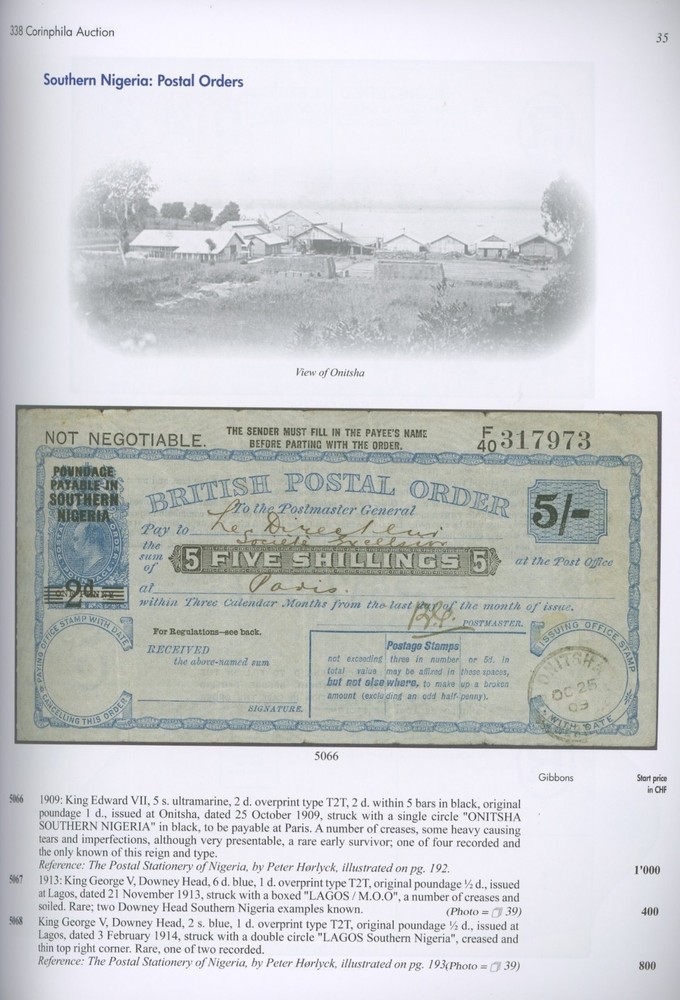 338 Corinphila Auction
35
Southern Nigeria: Postal Orders
View of Onitsha
NOT NEGOTIABLE.
THE SENDER MUST FILL IN THE PAYEE'S NAME
BEFORE PARTING WITH THE ORDER.
F/40 317973
POUNDAGE
PAYABLE IN
SOUTHERN
NIGERIA
BRITISH POSTAL ORDER
5/-
To the Postmaster General
Pay to Le Directeur
Société Excelsior
the
sum
of
5 FIVE SHILLINGS 5
at the Post Office
at Paris.
2d.
within Three Calendar Months from the last day of the month of issue.
POSTMASTER.
PAYING OFFICE STAMP WITH DATE
CANCELLING THIS ORDER
For Regulations—see back.
RECEIVED
the above-named sum
SIGNATURE.
Postage Stamps
not exceeding three in number or 5d. in
total value may be affixed in these spaces,
but not elsewhere, to make up a broken
amount (excluding an odd half-penny).
ISSUING OFFICE STAMP
WITH DATE
ONITSHA
OC 25
09
5066
Gibbons
Start price
in CHF
5066 1909: King Edward VII, 5 s. ultramarine, 2 d. overprint type T2T, 2 d. within 5 bars in black, original
poundage 1 d., issued at Onitsha, dated 25 October 1909, struck with a single circle "ONITSHA
SOUTHERN NIGERIA" in black, to be payable at Paris. A number of creases, some heavy causing
tears and imperfections, although very presentable, a rare early survivor; one of four recorded and
the only known of this reign and type.
Reference: The Postal Stationery of Nigeria, by Peter Hørlyck, illustrated on pg. 192. 1'000
5067 1913: King George V, Downey Head, 6 d. blue, 1 d. overprint type T2T, original poundage ½ d., issued
at Lagos, dated 21 November 1913, struck with a boxed "LAGOS / M.O.O", a number of creases and
soiled. Rare; two Downey Head Southern Nigeria examples known. (Photo = 39) 400
5068 King George V, Downey Head, 2 s. blue, 1 d. overprint type T2T, original poundage ½ d., issued at
Lagos, dated 3 February 1914, struck with a double circle "LAGOS Southern Nigeria", creased and
thin top right corner. Rare, one of two recorded.
Reference: The Postal Stationery of Nigeria, by Peter Hørlyck, illustrated on pg. 193 (Photo = 39) 800